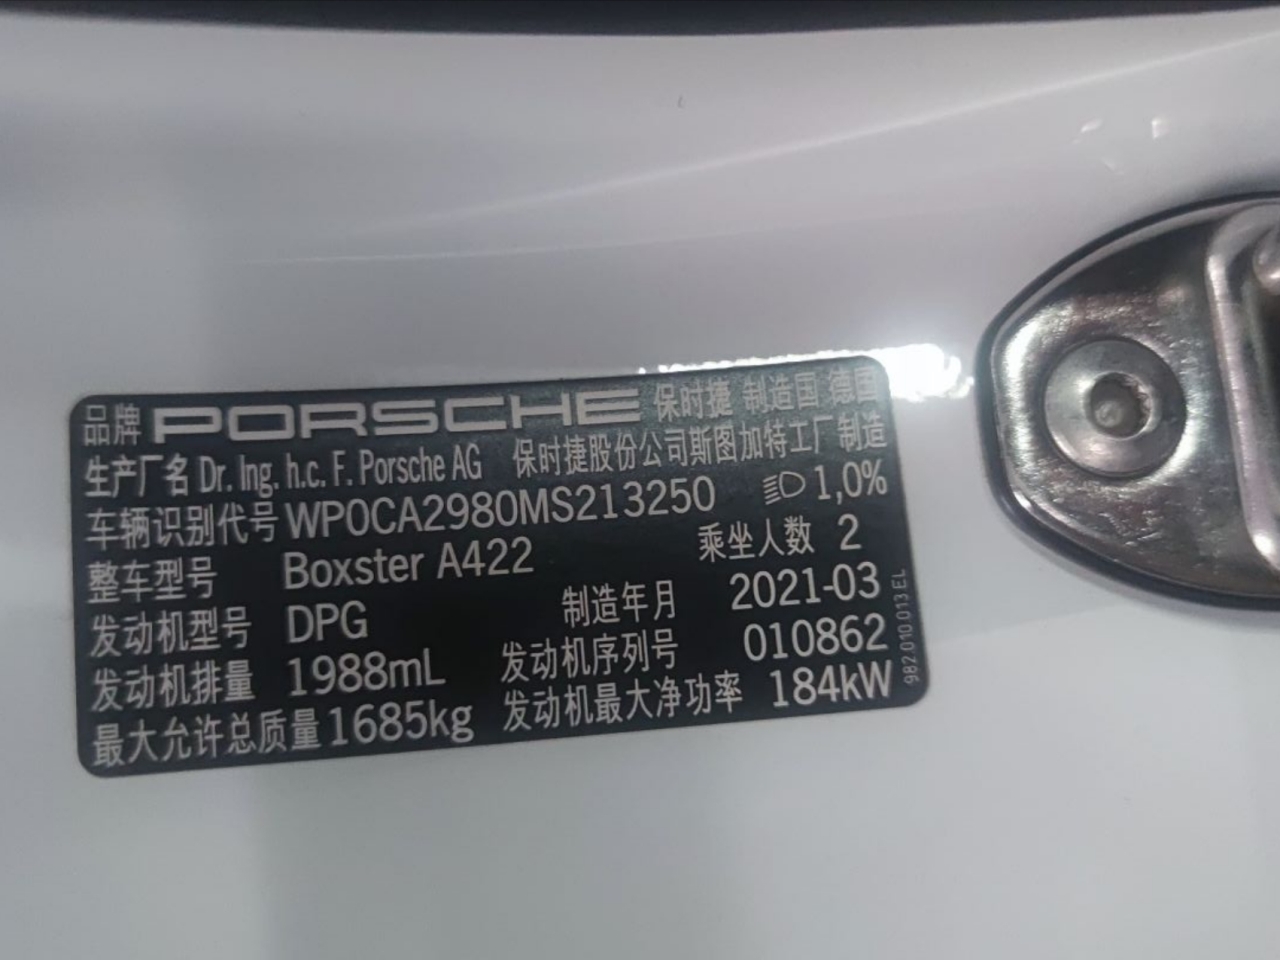 品牌 PORSCHE 保时捷 制造国 德国
生产厂名 Dr. Ing. h.c. F. Porsche AG 保时捷股份公司斯图加特工厂制造
车辆识别代号 WP0CA2980MS213250 1,0%
整车型号 Boxster A422 乘坐人数 2
发动机型号 DPG 制造年月 2021-03
发动机排量 1988mL 发动机序列号 010862
最大允许总质量 1685kg 发动机最大净功率 184kW
982.010.013 EL